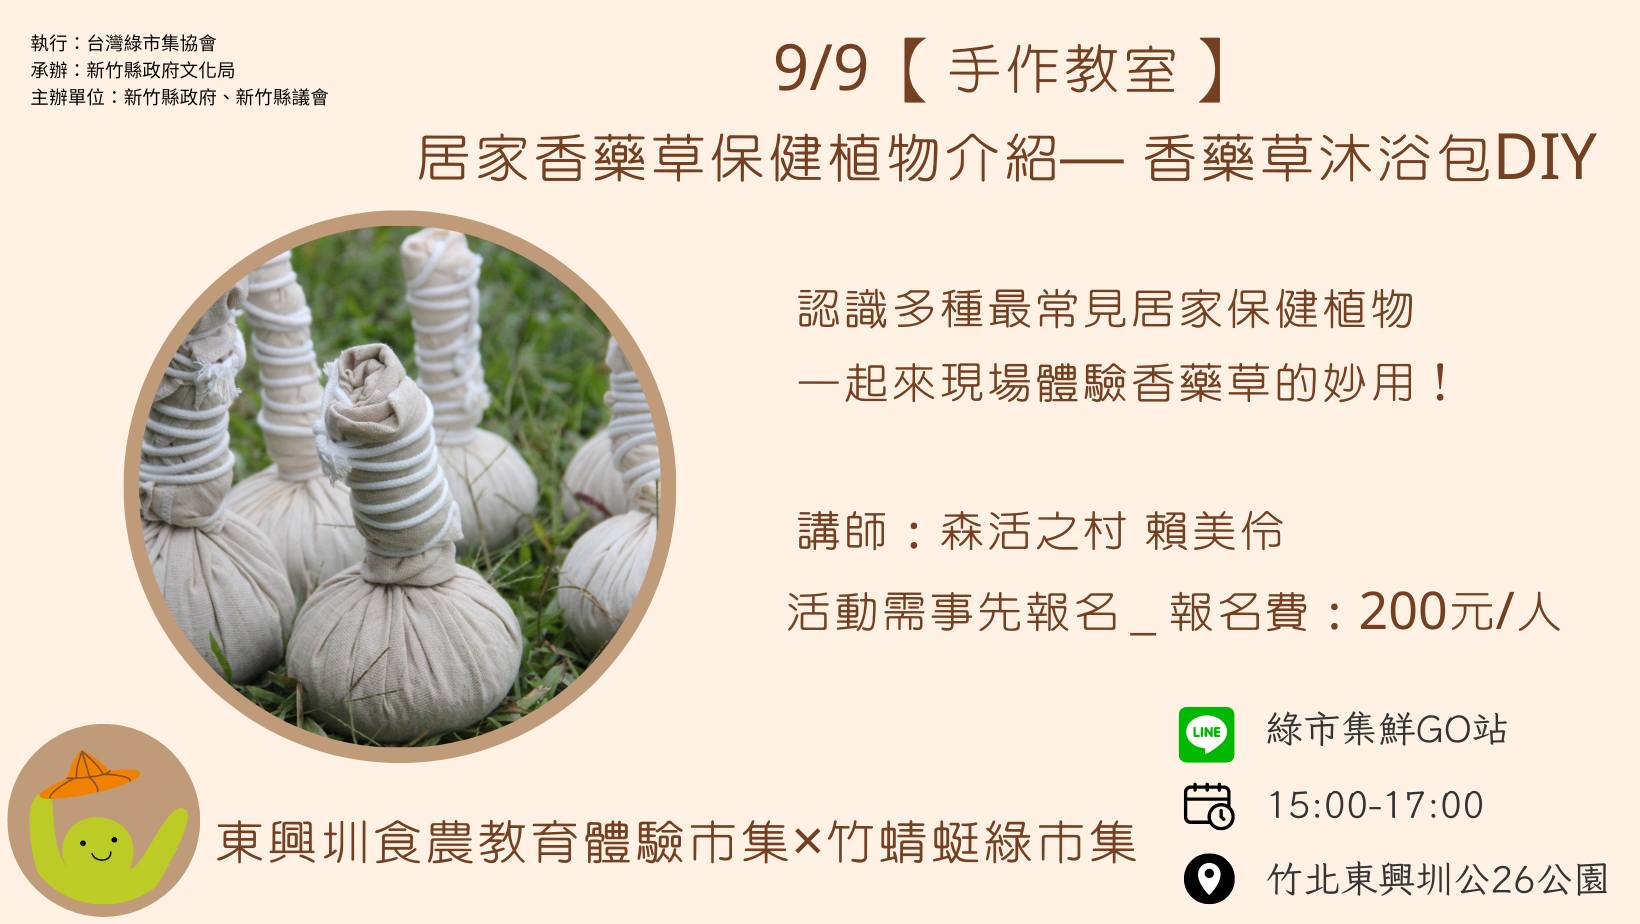 執行：台灣綠市集協會
承辦：新竹縣政府文化局
主辦單位：新竹縣政府、新竹縣議會
9/9【 手作教室 】
居家香藥草保健植物介紹— 香藥草沐浴包DIY
認識多種最常見居家保健植物
一起來現場體驗香藥草的妙用！
講師：森活之村 賴美伶
活動需事先報名_ 報名費：200元/人
LINE
綠市集鮮GO站
15:00-17:00
竹北東興圳公26公園
東興圳食農教育體驗市集×竹蜻蜓綠市集